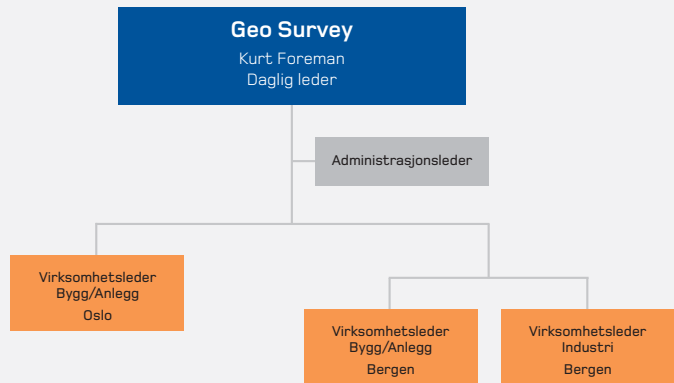 Geo Survey
Kurt Foreman
Daglig leder
Administrasjonsleder
Virksomhetsleder
Bygg/Anlegg
Oslo
Virksomhetsleder
Bygg/Anlegg
Bergen
Virksomhetsleder
Industri
Bergen